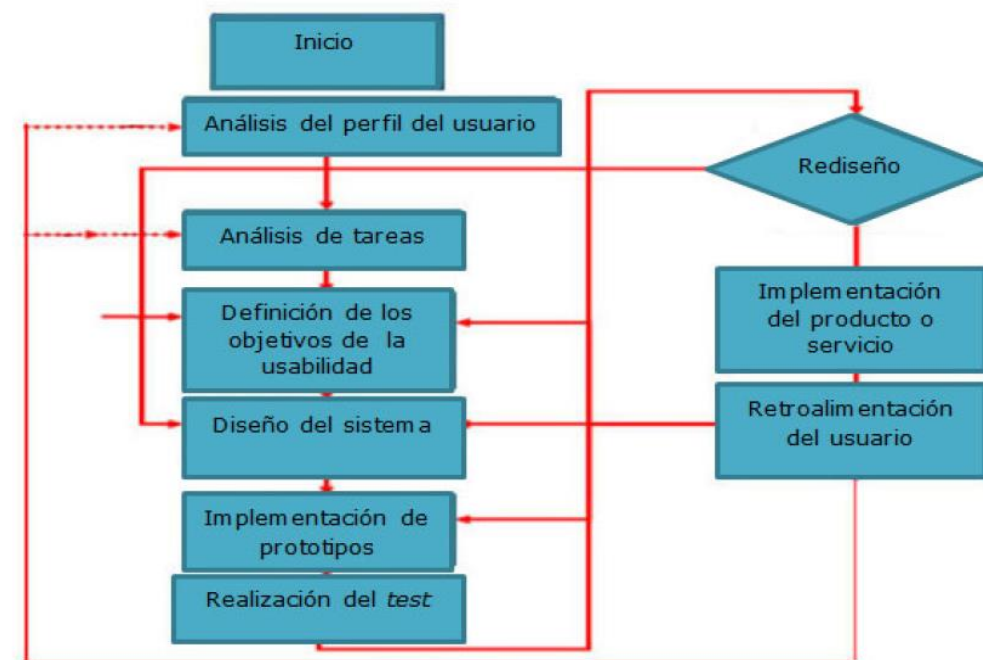 Inicio
Análisis del perfil del usuario
Análisis de tareas
Definición de los
objetivos de la
usabilidad
Diseño del sistema
Implementación de
prototipos
Realización del test
Rediseño
Implementación
del producto o
servicio
Retroalimentación
del usuario